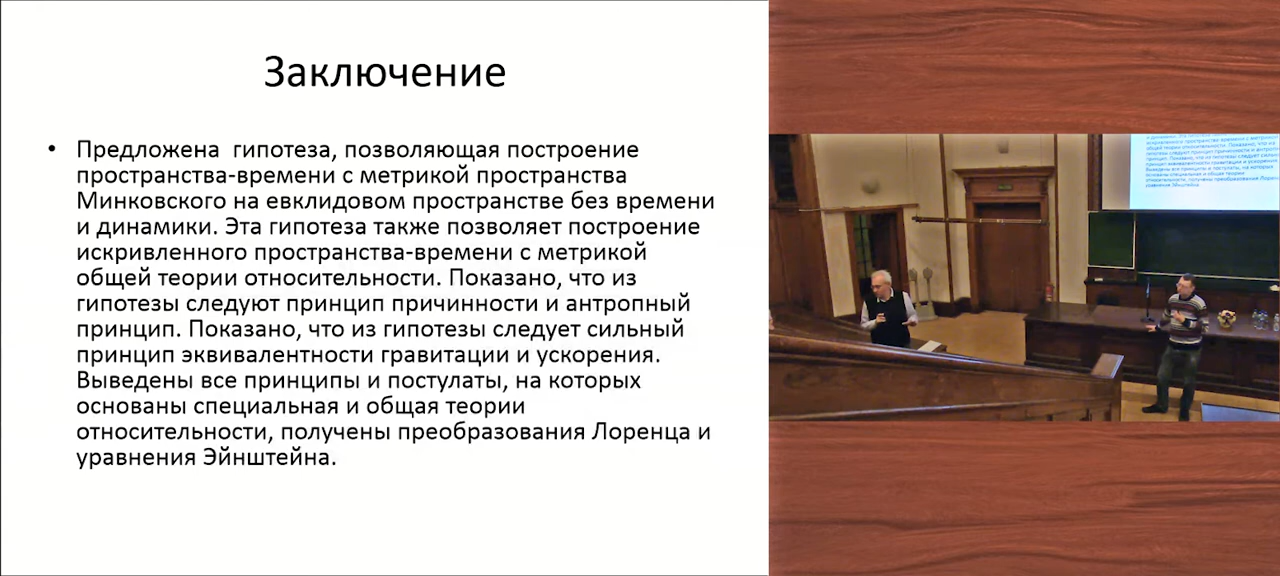 Заключение
• Предложена  гипотеза, позволяющая построение
пространства-времени с метрикой пространства
Минковского на евклидовом пространстве без времени
и динамики. Эта гипотеза также позволяет построение
искривленного пространства-времени с метрикой
общей теории относительности. Показано, что из
гипотезы следуют принцип причинности и антропный
принцип. Показано, что из гипотезы следует сильный
принцип эквивалентности гравитации и ускорения.
Выведены все принципы и постулаты, на которых
основаны специальная и общая теории
относительности, получены преобразования Лоренца и
уравнения Эйнштейна.